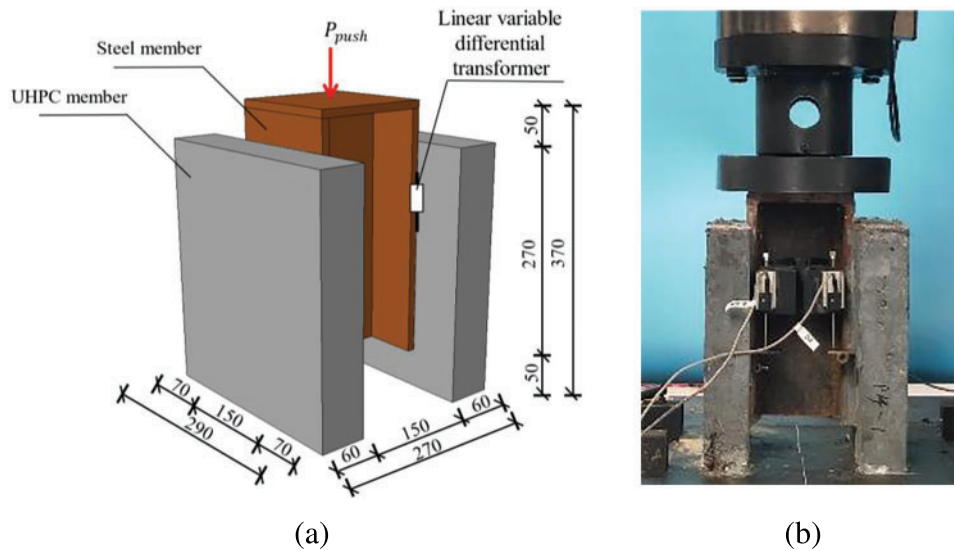 P_push
Linear variable
differential
transformer
Steel member
UHPC member
50
270
370
50
70
150
70
290
60
150
60
270
(a)
(b)